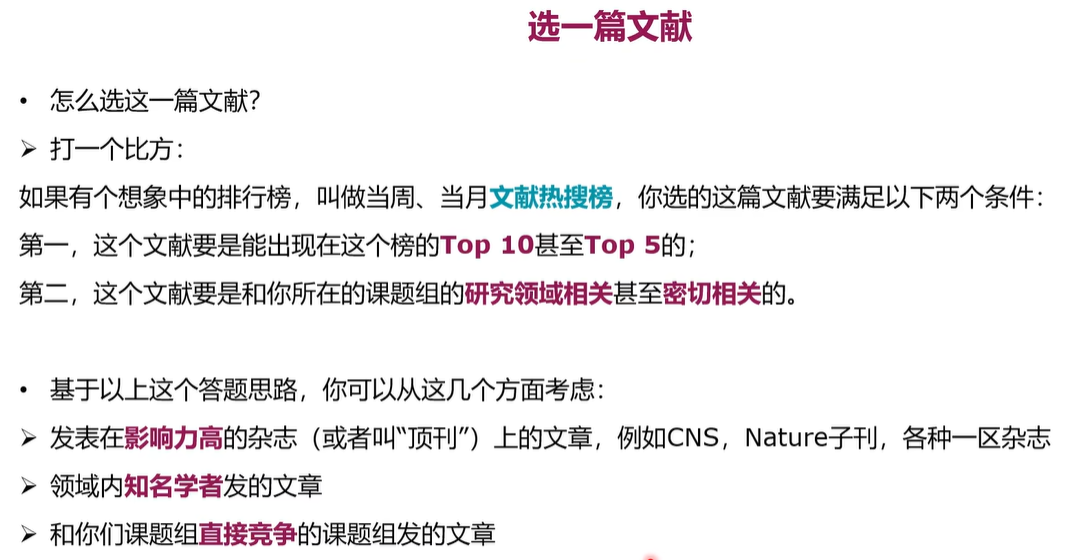 选一篇文献
• 怎么选这一篇文献？
➢ 打一个比方：
如果有个想象中的排行榜，叫做当周、当月文献热搜榜，你选的这篇文献要满足以下两个条件：
第一，这个文献要是能出现在这个榜的Top 10甚至Top 5的；
第二，这个文献要是和你所在的课题组的研究领域相关甚至密切相关的。
• 基于以上这个答题思路，你可以从这几个方面考虑：
➢ 发表在影响力高的杂志（或者叫“顶刊”）上的文章，例如CNS，Nature子刊，各种一区杂志
➢ 领域内知名学者发的文章
➢ 和你们课题组直接竞争的课题组发的文章